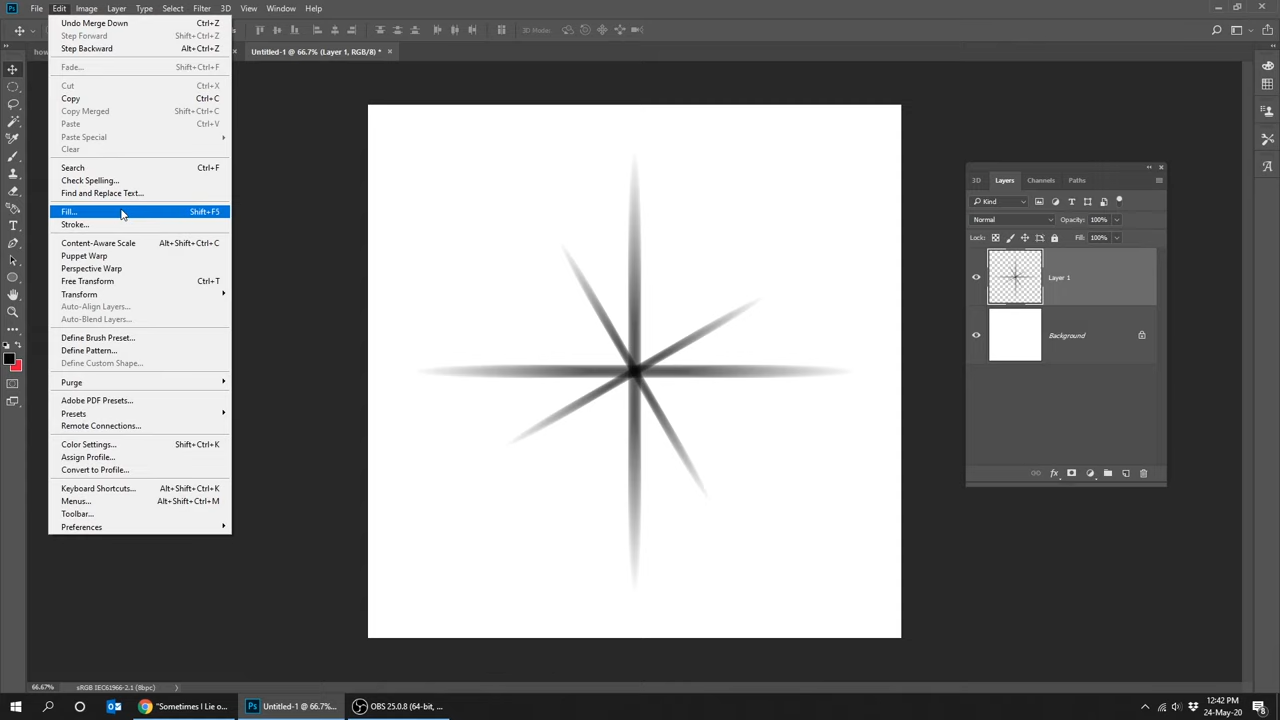 Ps File Edit Image Layer Type Select Filter 3D View Window Help
3D Mode:
Untitled-1 @ 66.7% (Layer 1, RGB/8) * ×
how
Undo Merge Down Ctrl+Z
Step Forward Shift+Ctrl+Z
Step Backward Alt+Ctrl+Z
Fade... Shift+Ctrl+F
Cut Ctrl+X
Copy Ctrl+C
Copy Merged Shift+Ctrl+C
Paste Ctrl+V
Paste Special
Clear
Search Ctrl+F
Check Spelling...
Find and Replace Text...
Fill... Shift+F5
Stroke...
Content-Aware Scale Alt+Shift+Ctrl+C
Puppet Warp
Perspective Warp
Free Transform Ctrl+T
Transform
Auto-Align Layers...
Auto-Blend Layers...
Define Brush Preset...
Define Pattern...
Define Custom Shape...
Purge
Adobe PDF Presets...
Presets
Remote Connections...
Color Settings... Shift+Ctrl+K
Assign Profile...
Convert to Profile...
Keyboard Shortcuts... Alt+Shift+Ctrl+K
Menus... Alt+Shift+Ctrl+M
Toolbar...
Preferences
3D Layers Channels Paths
Kind
Normal Opacity: 100%
Lock: Fill: 100%
Layer 1
Background
66.67% sRGB IEC61966-2.1 (8bpc)
"Sometimes I Lie o...
Ps Untitled-1 @ 66.7%...
OBS 25.0.8 (64-bit, ...
12:42 PM
24-May-20
8